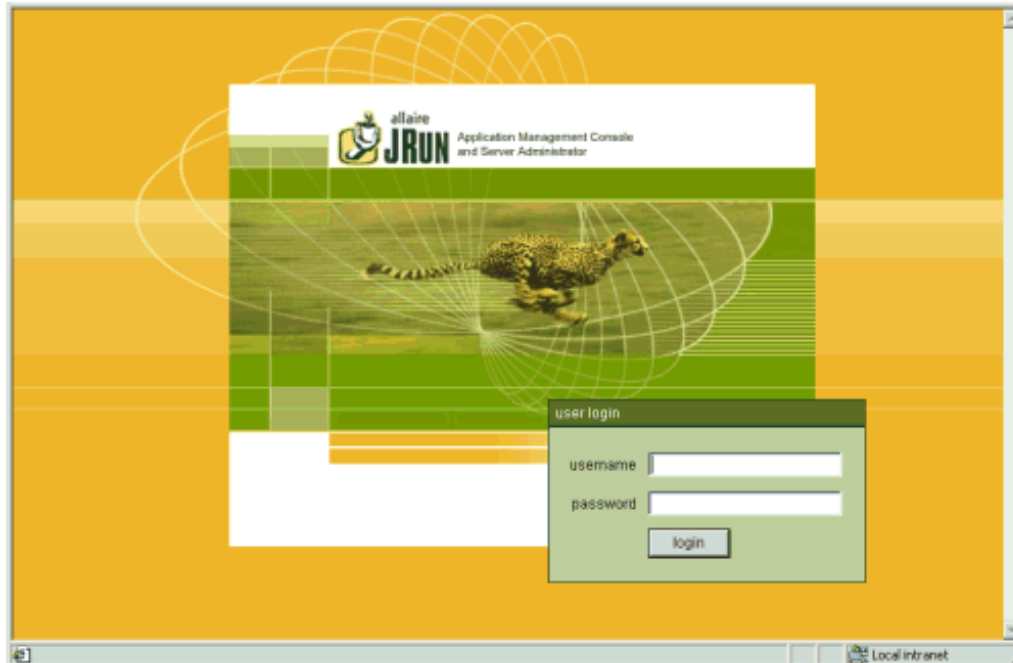 allaire
JRUN
Application Management Console
and Server Administrator
user login
username
password
login
Local intranet